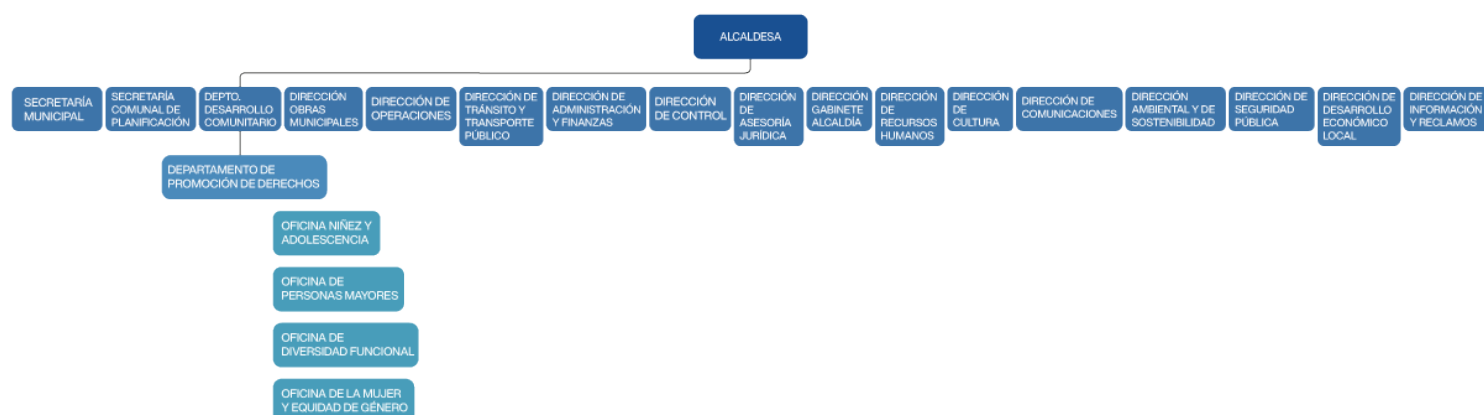 ALCALDESA
SECRETARÍA
MUNICIPAL
SECRETARÍA
COMUNAL DE
PLANIFICACIÓN
DEPTO.
DESARROLLO
COMUNITARIO
DIRECCIÓN
OBRAS
MUNICIPALES
DIRECCIÓN DE
OPERACIONES
DIRECCIÓN DE
TRÁNSITO Y
TRANSPORTE
PÚBLICO
DIRECCIÓN DE
ADMINISTRACIÓN
Y FINANZAS
DIRECCIÓN
DE CONTROL
DIRECCIÓN
DE
ASESORÍA
JURÍDICA
DIRECCIÓN
GABINETE
ALCALDÍA
DIRECCIÓN
DE
RECURSOS
HUMANOS
DIRECCIÓN
DE
CULTURA
DIRECCIÓN DE
COMUNICACIONES
DIRECCIÓN
AMBIENTAL Y DE
SOSTENIBILIDAD
DIRECCIÓN DE
SEGURIDAD
PÚBLICA
DIRECCIÓN DE
DESARROLLO
ECONÓMICO
LOCAL
DIRECCIÓN DE
INFORMACIÓN
Y RECLAMOS
DEPARTAMENTO DE
PROMOCIÓN DE DERECHOS
OFICINA NIÑEZ Y
ADOLESCENCIA
OFICINA DE
PERSONAS MAYORES
OFICINA DE
DIVERSIDAD FUNCIONAL
OFICINA DE LA MUJER
Y EQUIDAD DE GÉNERO